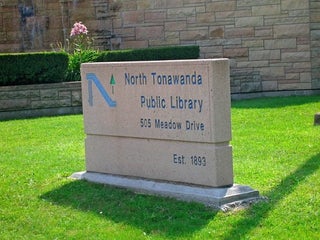 North Tonawanda
Public Library
505 Meadow Drive
Est. 1893